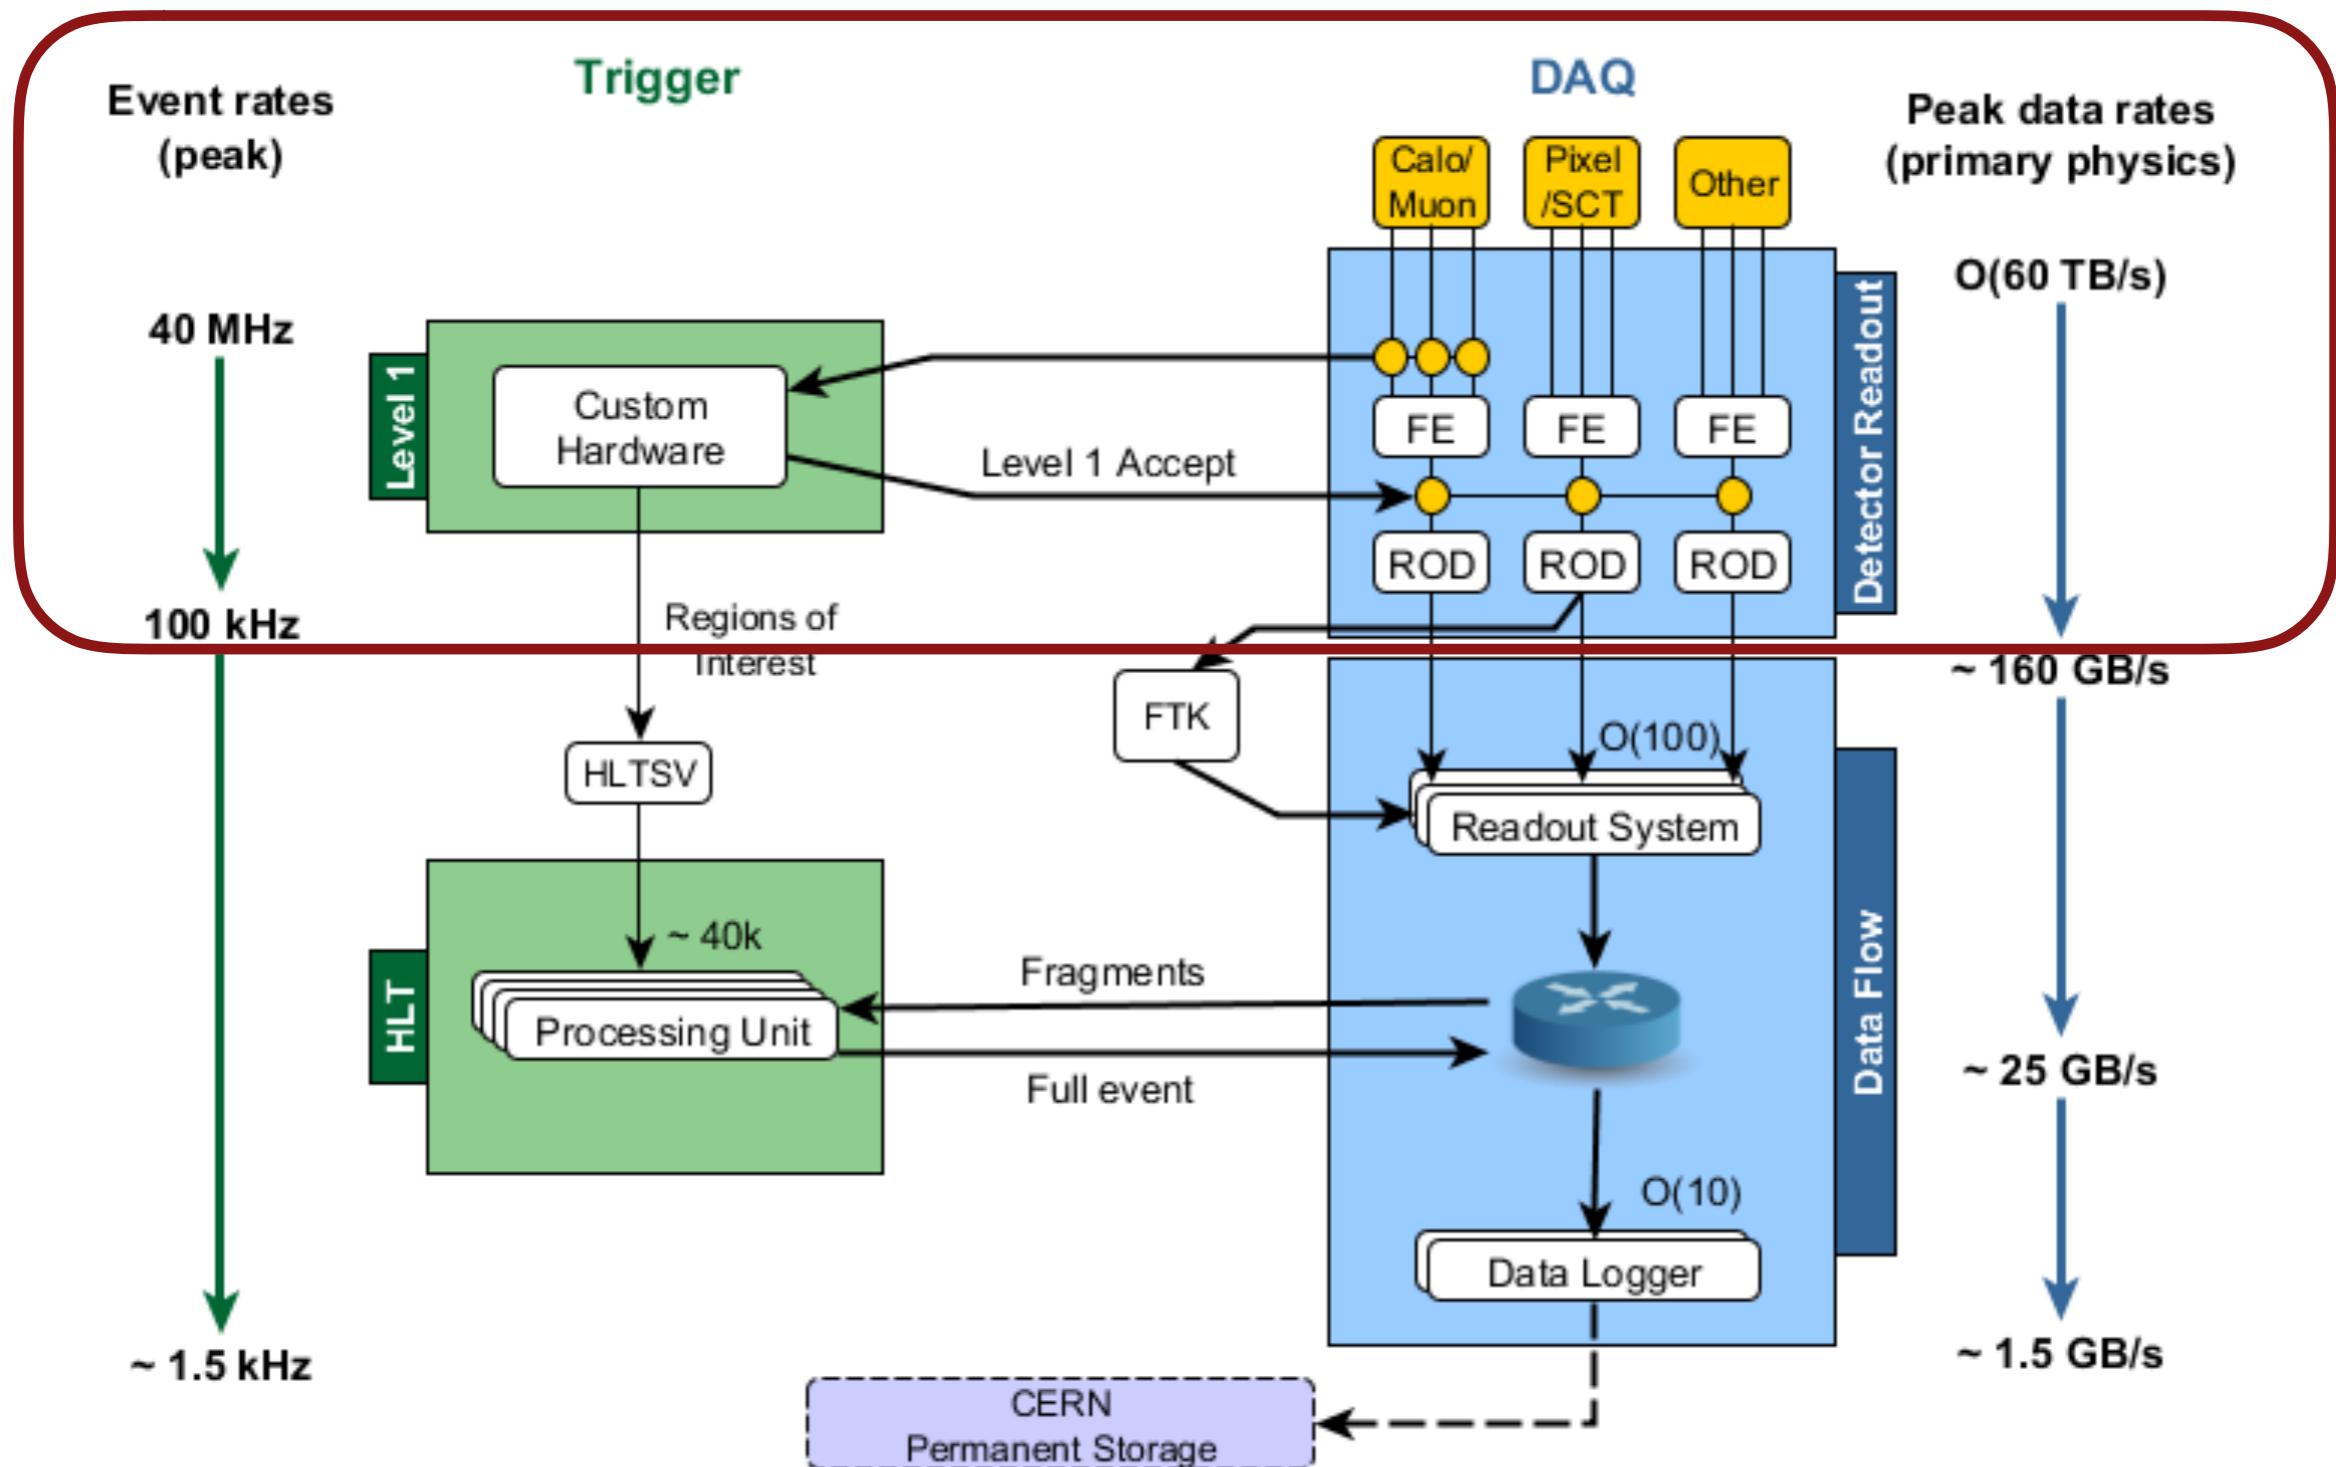 Trigger
DAQ
Event rates
(peak)
Peak data rates
(primary physics)
Calo/
Muon
Pixel
/SCT
Other
O(60 TB/s)
40 MHz
Level 1
Custom
Hardware
FE
FE
FE
Level 1 Accept
ROD
ROD
ROD
Detector Readout
100 kHz
Regions of
Interest
~ 160 GB/s
FTK
O(100)
HLTSV
Readout System
~ 40k
HLT
Processing Unit
Fragments
Full event
Data Flow
~ 25 GB/s
O(10)
Data Logger
~ 1.5 kHz
~ 1.5 GB/s
CERN
Permanent Storage